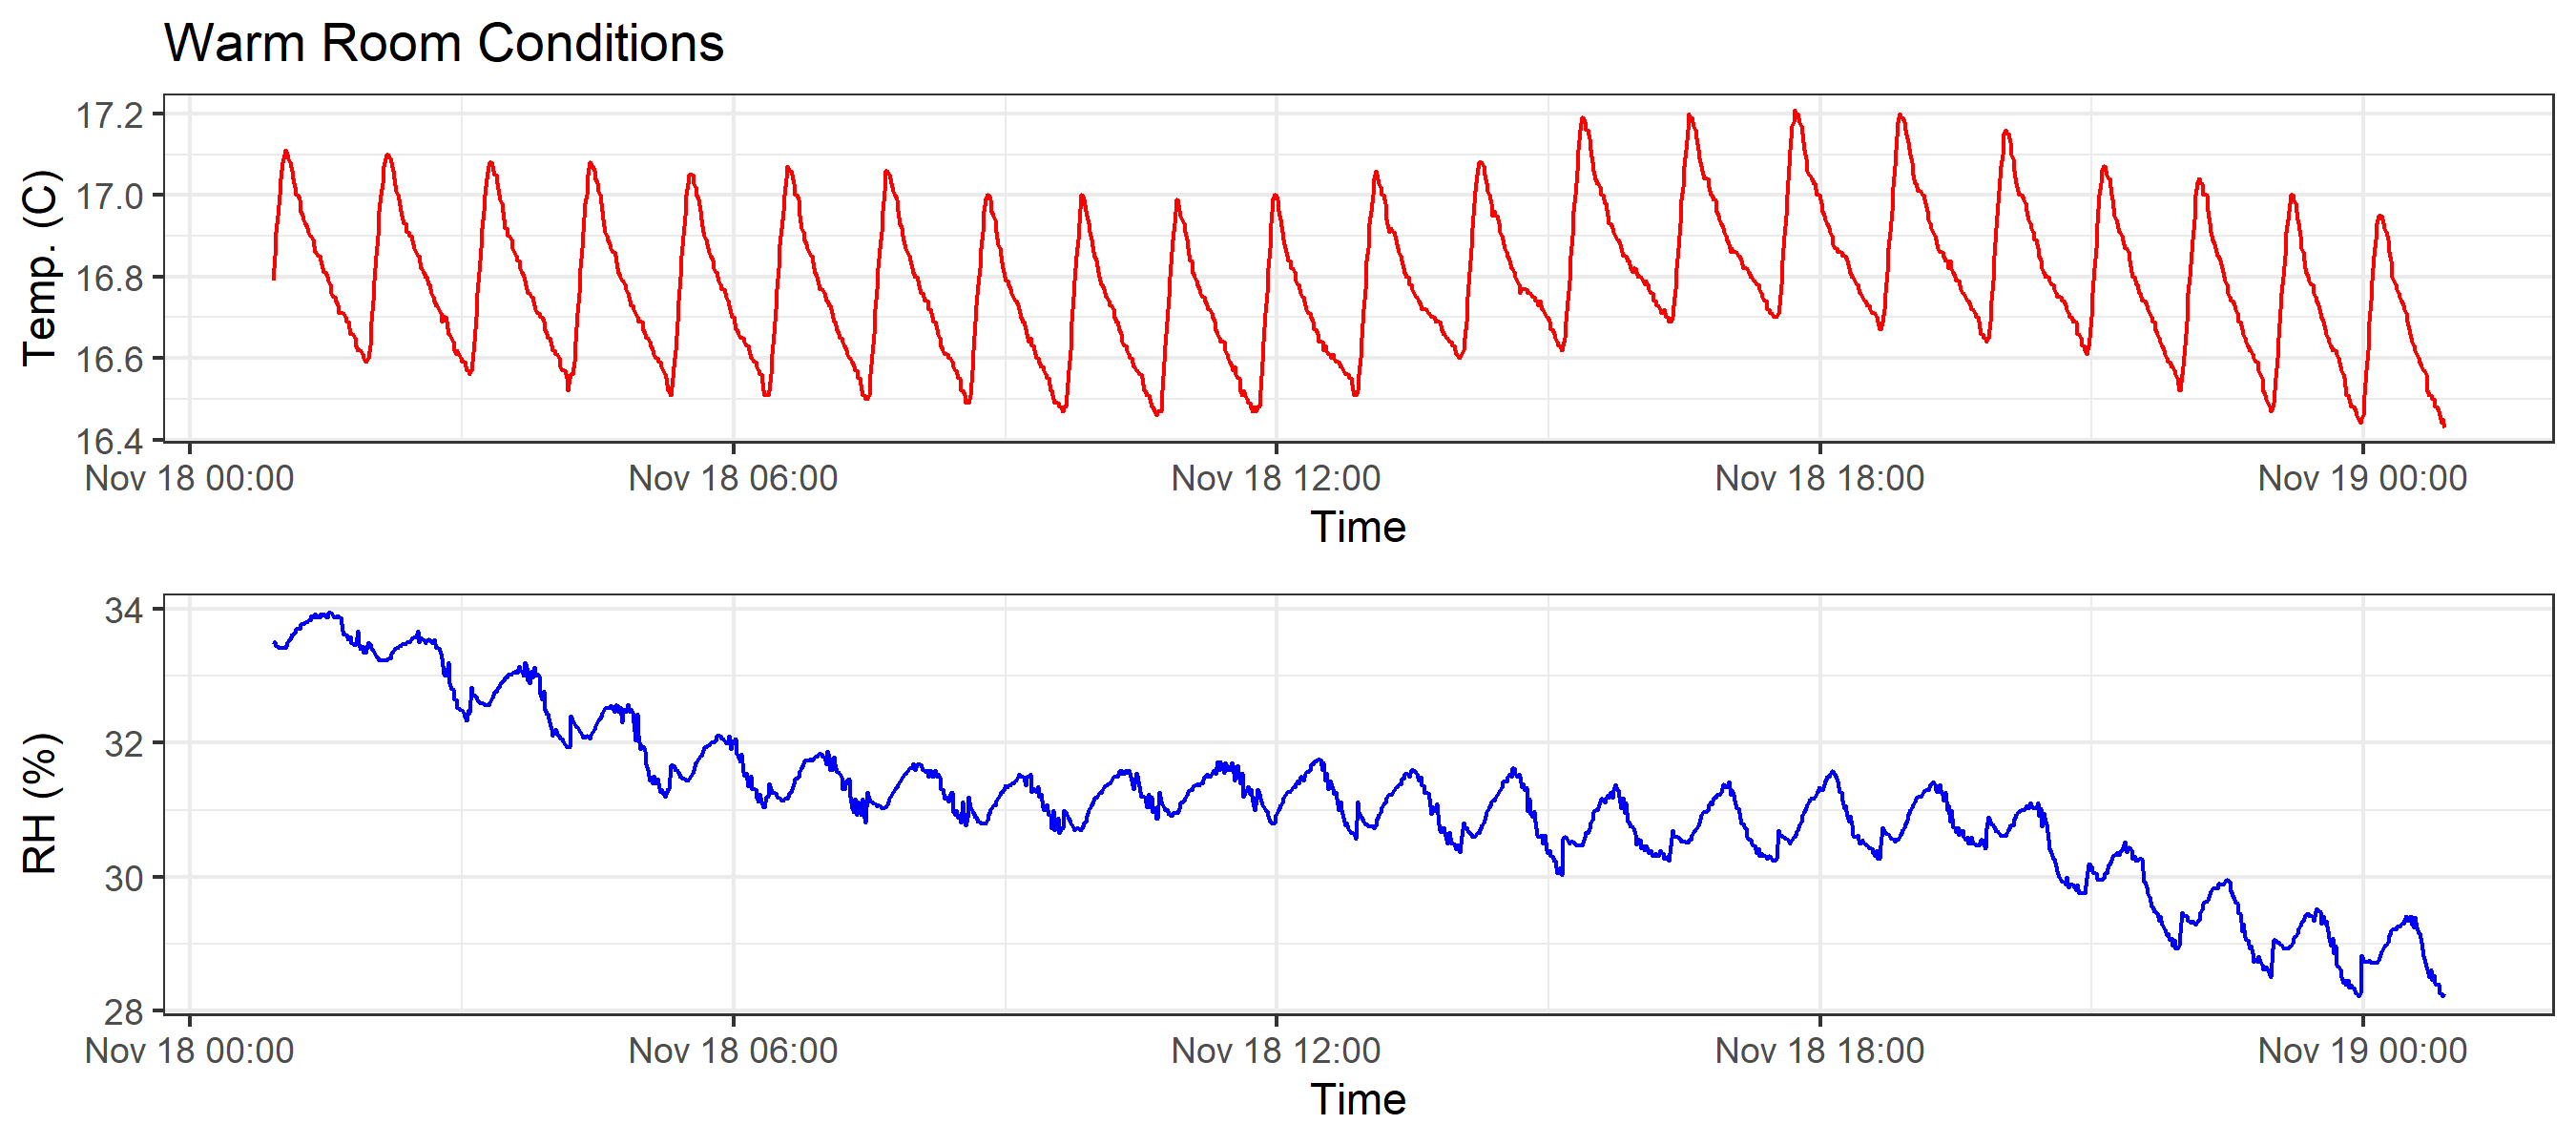 Warm Room Conditions
Temp. (C)
17.2
17.0
16.8
16.6
16.4
Nov 18 00:00 Nov 18 06:00 Nov 18 12:00 Nov 18 18:00 Nov 19 00:00
Time
RH (%)
34
32
30
28
Nov 18 00:00 Nov 18 06:00 Nov 18 12:00 Nov 18 18:00 Nov 19 00:00
Time